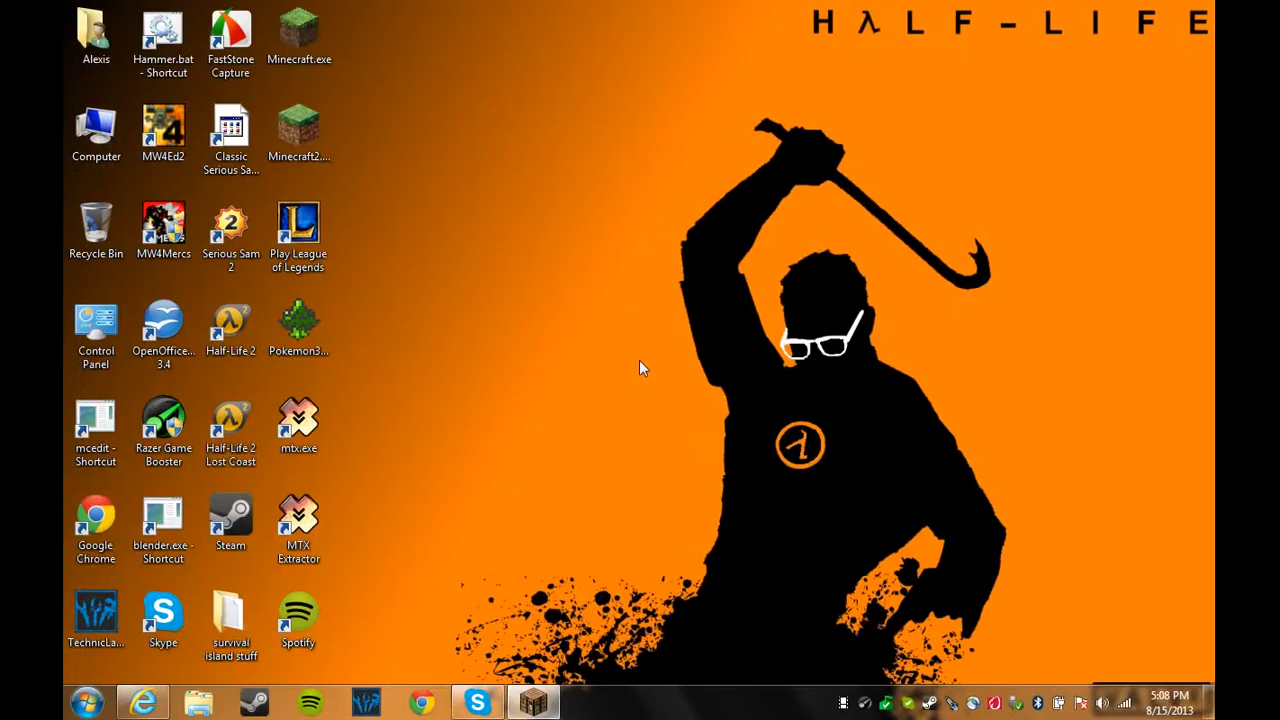 HλLF-LIFE
Alexis
Hammer.bat
- Shortcut
FastStone
Capture
Minecraft.exe
Computer
MW4Ed2
4
Classic
Serious Sa...
Minecraft2....
Recycle Bin
MW4Mercs
2
Serious Sam
2
L
Play League
of Legends
Control
Panel
OpenOffice...
3.4
Half-Life 2
Pokemon3...
mcedit -
Shortcut
Razer Game
Booster
Half-Life 2
Lost Coast
mtx.exe
Google
Chrome
blender.exe -
Shortcut
Steam
MTX
Extractor
TechnicLa...
Skype
survival
island stuff
Spotify
λ
5:08 PM
8/15/2013